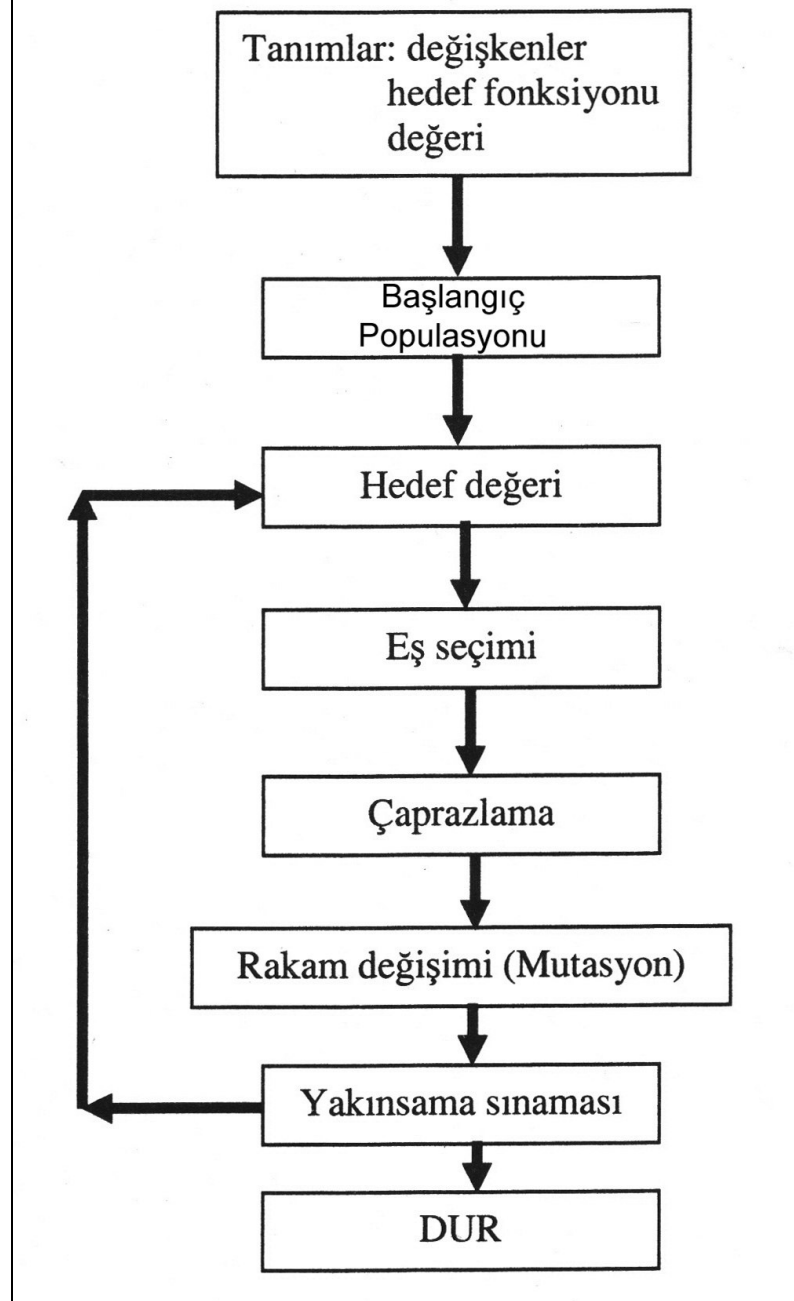 Tanımlar: değişkenler
hedef fonksiyonu
değeri
Başlangıç
Populasyonu
Hedef değeri
Eş seçimi
Çaprazlama
Rakam değişimi (Mutasyon)
Yakınsama sınaması
DUR